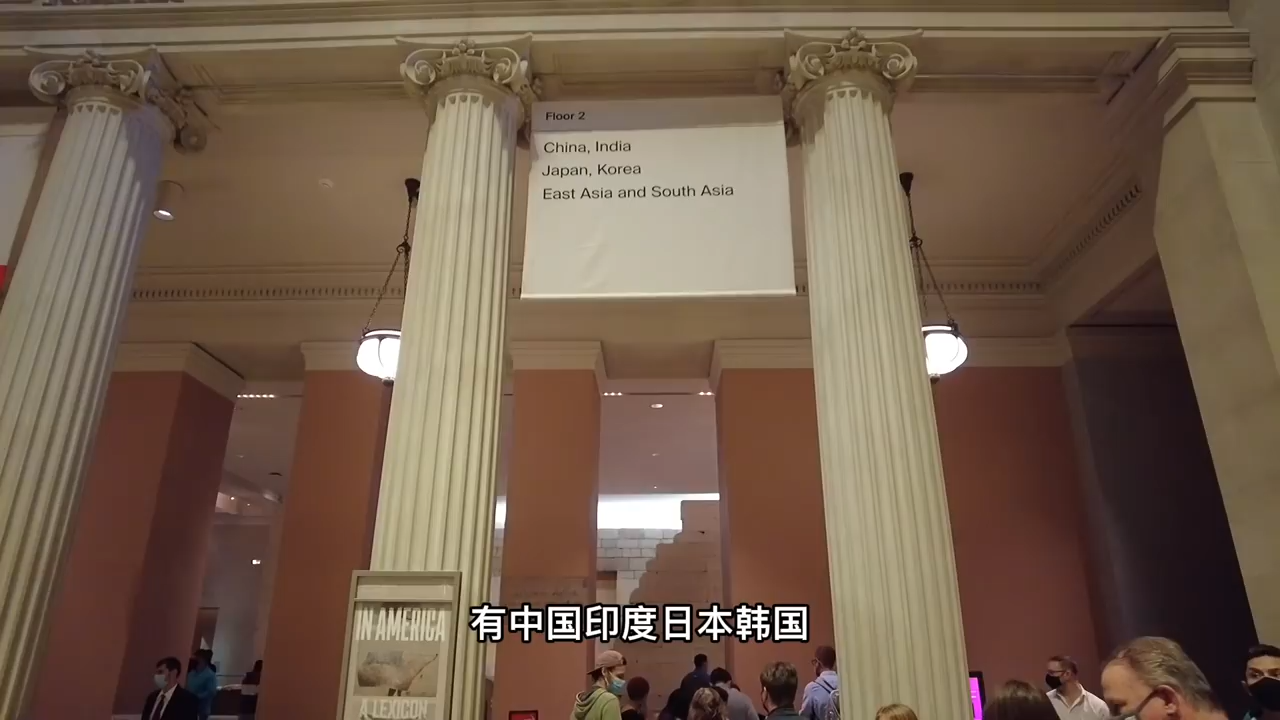 Floor 2
China, India
Japan, Korea
East Asia and South Asia
IN AMERICA
A LEXICON
有中国印度日本韩国